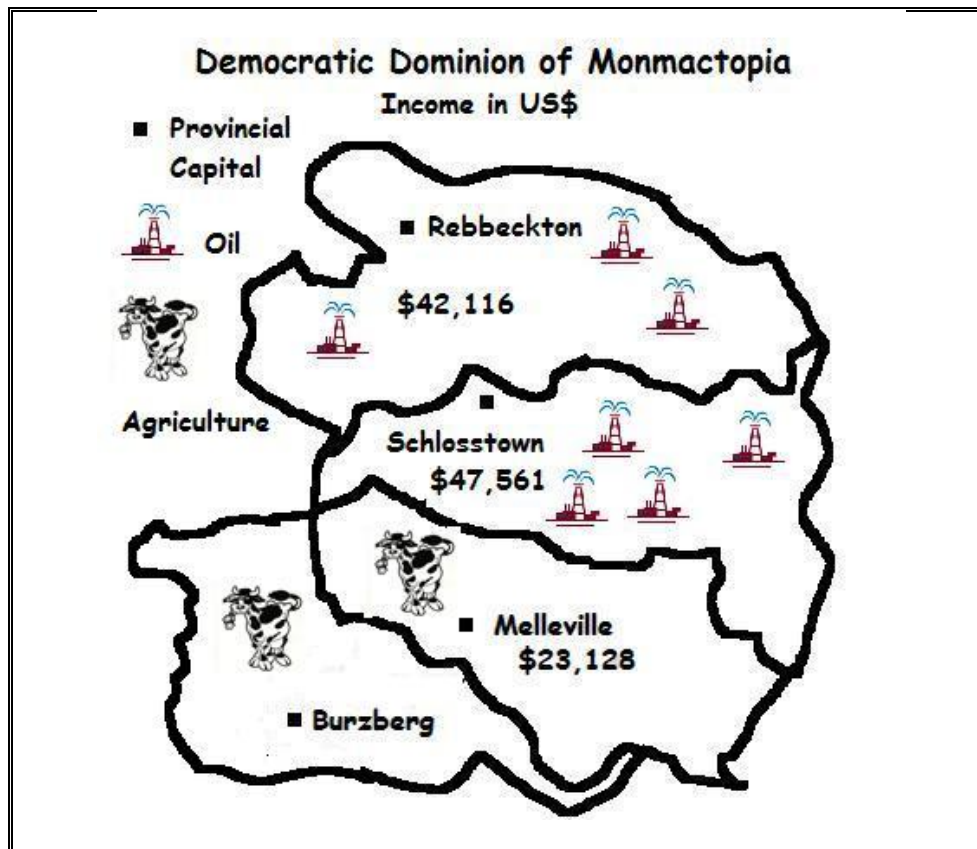 Democratic Dominion of Monmactopia
Income in US$
Provincial
Capital
Oil
Agriculture
Rebbeckton
$42,116
Schlosstown
$47,561
Melleville
$23,128
Burzberg